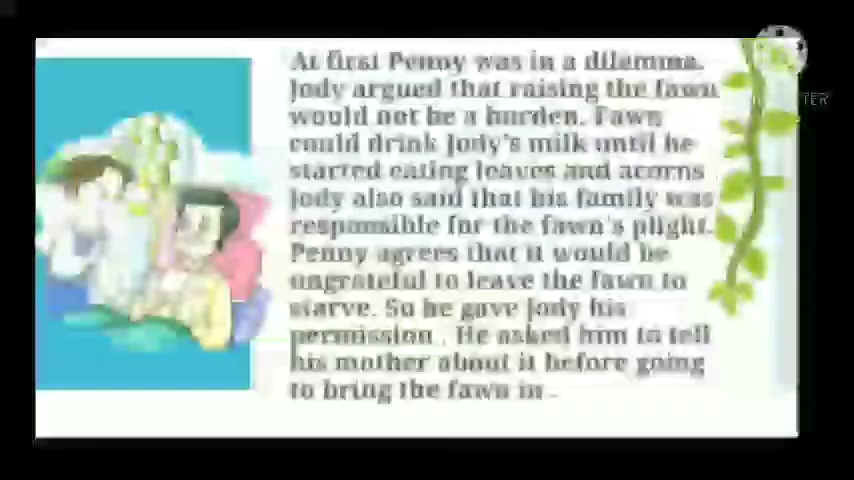 At first Penny was in a dilemma.
Jody argued that raising the fawn
would not be a burden. Fawn
could drink Jody's milk until he
started eating leaves and acorns
Jody also said that his family was
responsible for the fawn's plight.
Penny agrees that it would be
ungrateful to leave the fawn to
starve. So he gave Jody his
permission . He asked him to tell
his mother about it before going
to bring the fawn in .